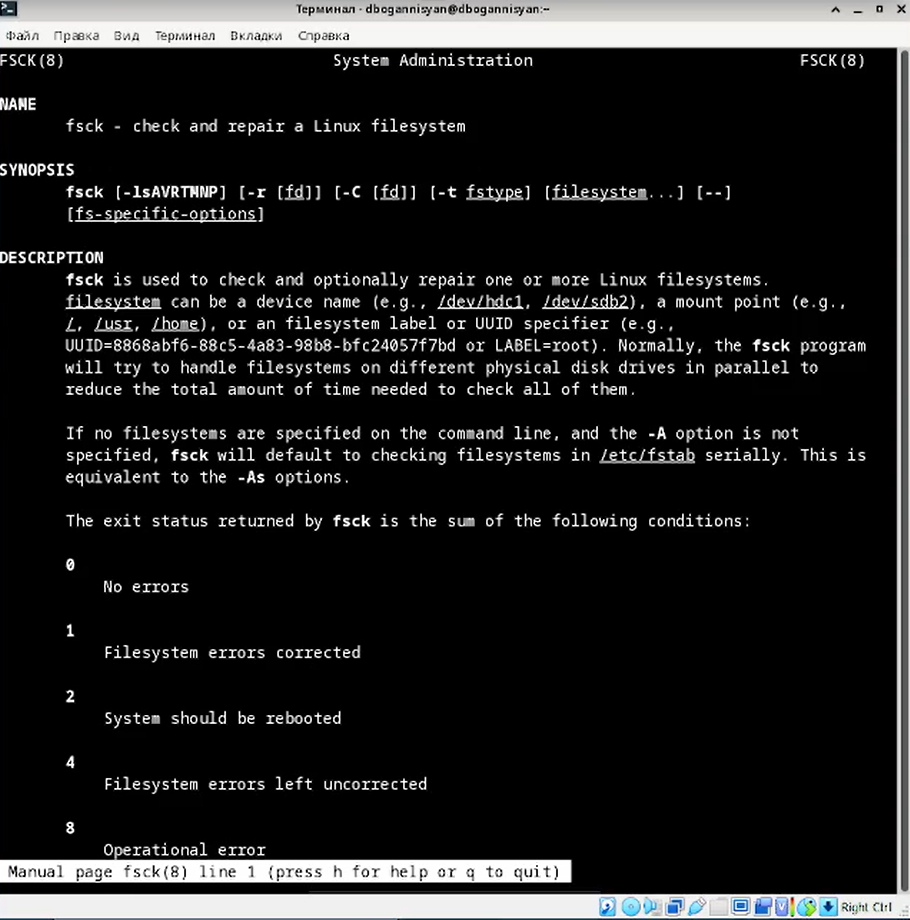 Терминал - dbogannisyan@dbogannisyan:~
Файл Правка Вид Терминал Вкладки Справка
FSCK(8) System Administration FSCK(8)
NAME
fsck - check and repair a Linux filesystem
SYNOPSIS
fsck [-lsAVRTMNP] [-r [fd]] [-C [fd]] [-t fstype] [filesystem...] [--]
[fs-specific-options]
DESCRIPTION
fsck is used to check and optionally repair one or more Linux filesystems.
filesystem can be a device name (e.g., /dev/hdc1, /dev/sdb2), a mount point (e.g.,
/, /usr, /home), or an filesystem label or UUID specifier (e.g.,
UUID=8868abf6-88c5-4a83-98b8-bfc24057f7bd or LABEL=root). Normally, the fsck program
will try to handle filesystems on different physical disk drives in parallel to
reduce the total amount of time needed to check all of them.
If no filesystems are specified on the command line, and the -A option is not
specified, fsck will default to checking filesystems in /etc/fstab serially. This is
equivalent to the -As options.
The exit status returned by fsck is the sum of the following conditions:
0
No errors
1
Filesystem errors corrected
2
System should be rebooted
4
Filesystem errors left uncorrected
8
Operational error
Manual page fsck(8) line 1 (press h for help or q to quit)
Right Ctrl